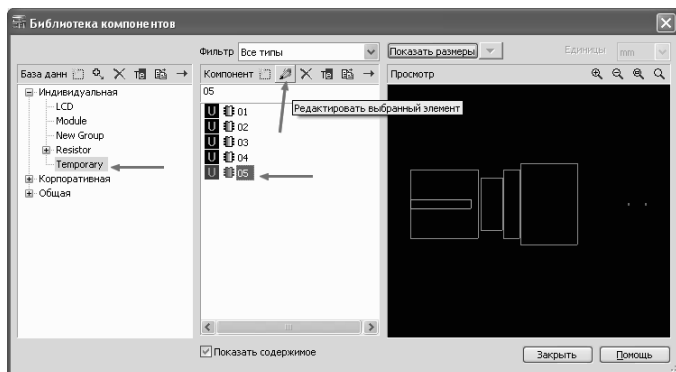 Библиотека компонентов
Фильтр Все типы Показать размеры Единицы mm
База данн Компонент Просмотр
05
Редактировать выбранный элемент
Индивидуальная
LCD
Module
New Group
Resistor
Temporary
Корпоративная
Общая
U 01
U 02
U 03
U 04
U 05
Показать содержимое
Закрыть Помощь